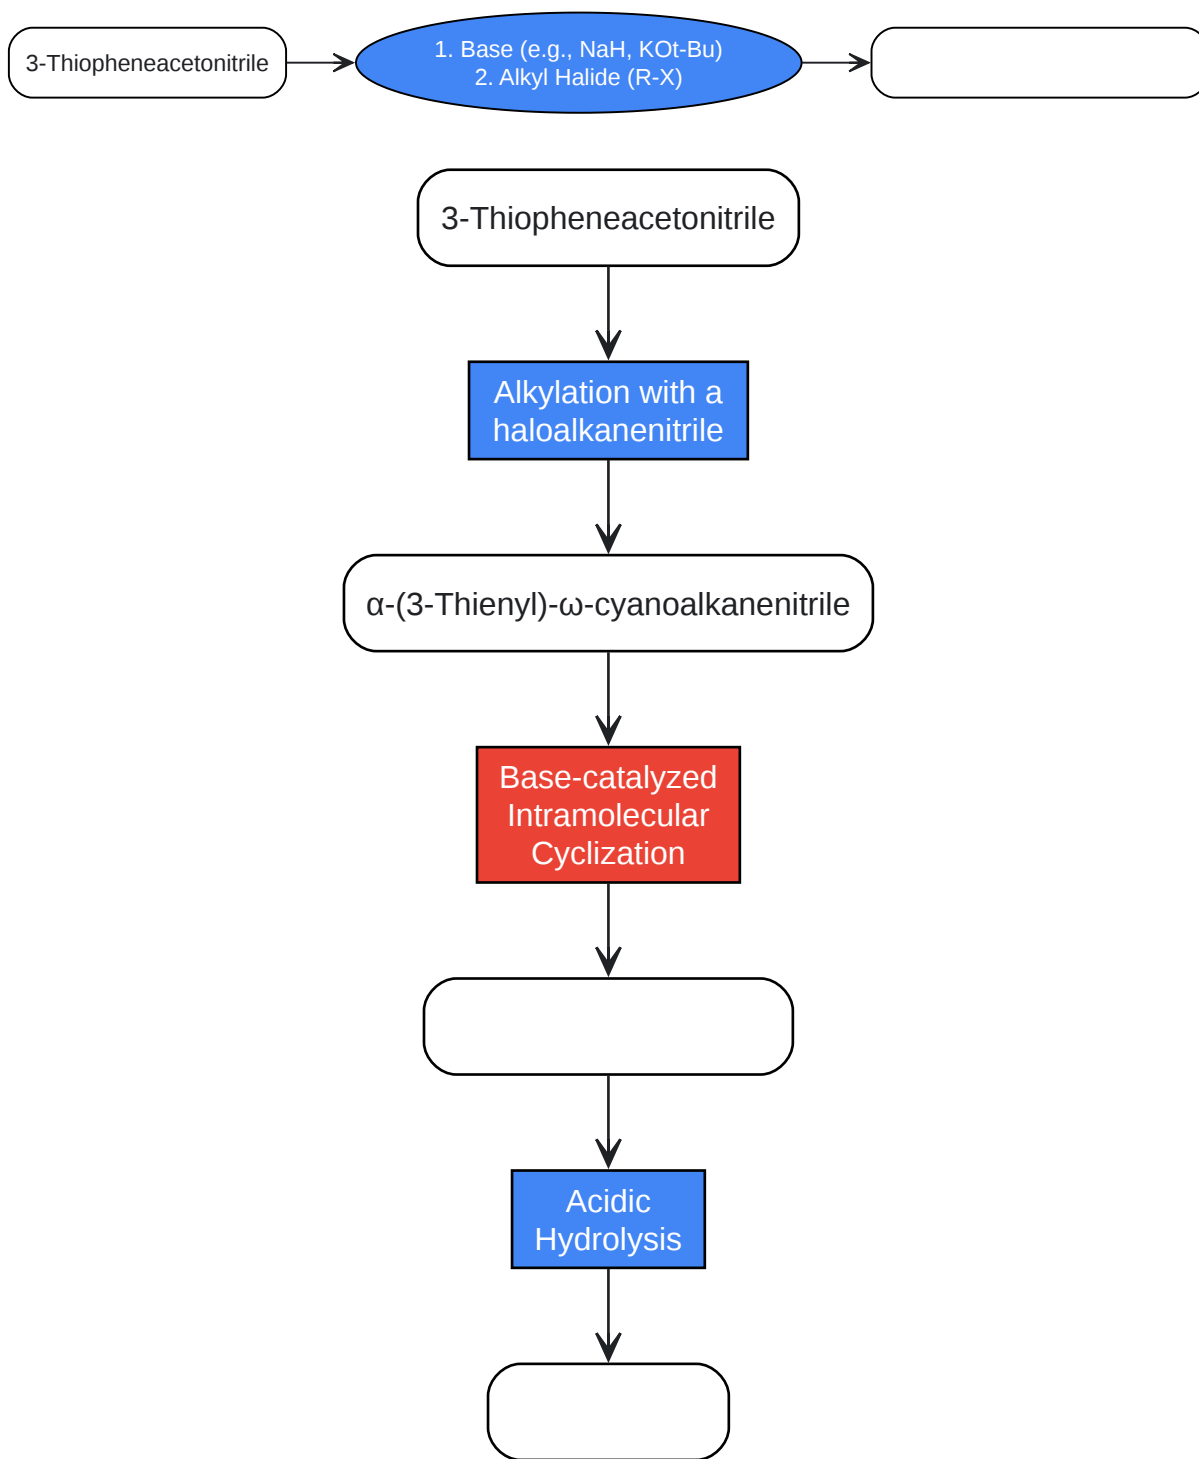 3-Thiopheneacetonitrile
1. Base (e.g., NaH, KOt-Bu)
2. Alkyl Halide (R-X)
3-Thiopheneacetonitrile
Alkylation with a
haloalkanenitrile
α-(3-Thienyl)-ω-cyanoalkanenitrile
Base-catalyzed
Intramolecular
Cyclization
Acidic
Hydrolysis